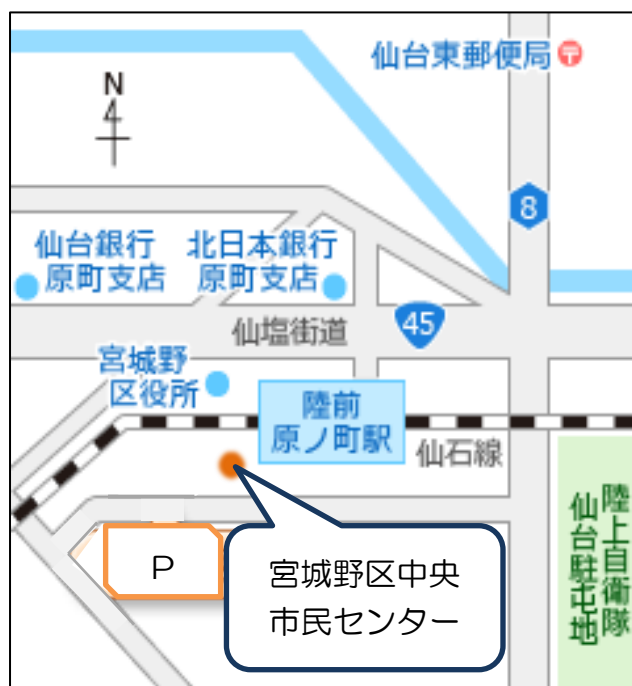 仙台東郵便局
N
8
仙台銀行
原町支店
北日本銀行
原町支店
仙塩街道
45
宮城野
区役所
陸前
原ノ町駅
仙石線
陸上自衛隊
仙台駐屯地
P
宮城野区中央
市民センター